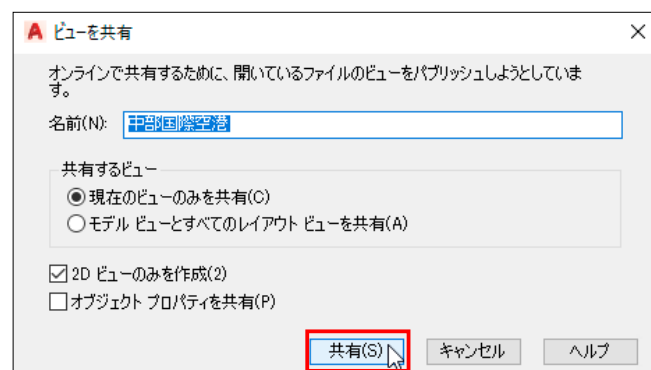 A ビューを共有
オンラインで共有するために、開いているファイルのビューをパブリッシュしようとしていま
す。
名前(N): 中部国際空港
共有するビュー
現在のビューのみを共有(C)
モデル ビューとすべてのレイアウト ビューを共有(A)
2D ビューのみを作成(2)
オブジェクト プロパティを共有(P)
共有(S) キャンセル ヘルプ